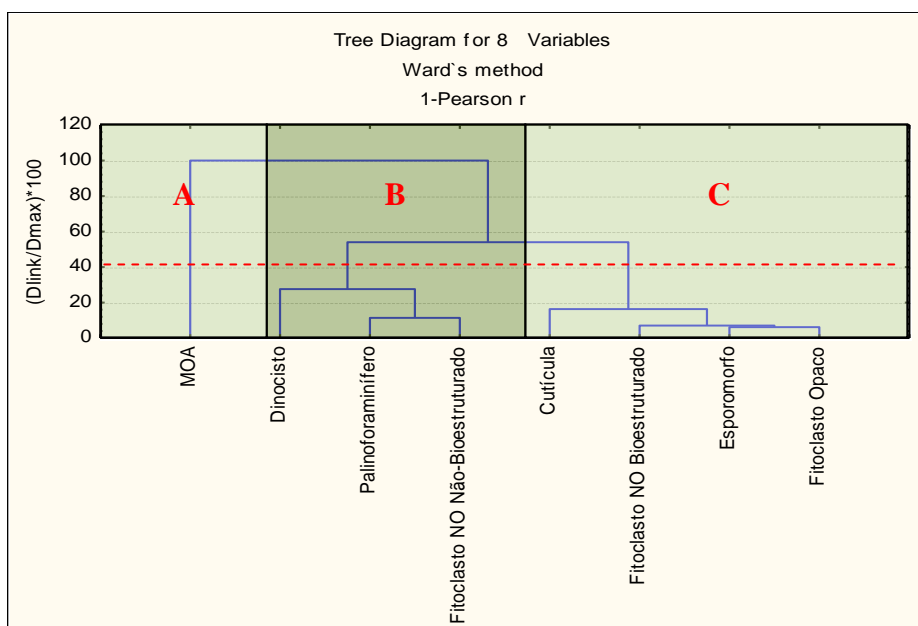 Tree Diagram for 8 Variables
Ward`s method
1-Pearson r
(Dlink/Dmax)*100
120
100
80
60
40
20
0
A
B
C
MOA
Dinocisto
Palinoforaminífero
Fitoclasto NO Não-Bioestruturado
Cutícula
Fitoclasto NO Bioestruturado
Esporomorfo
Fitoclasto Opaco